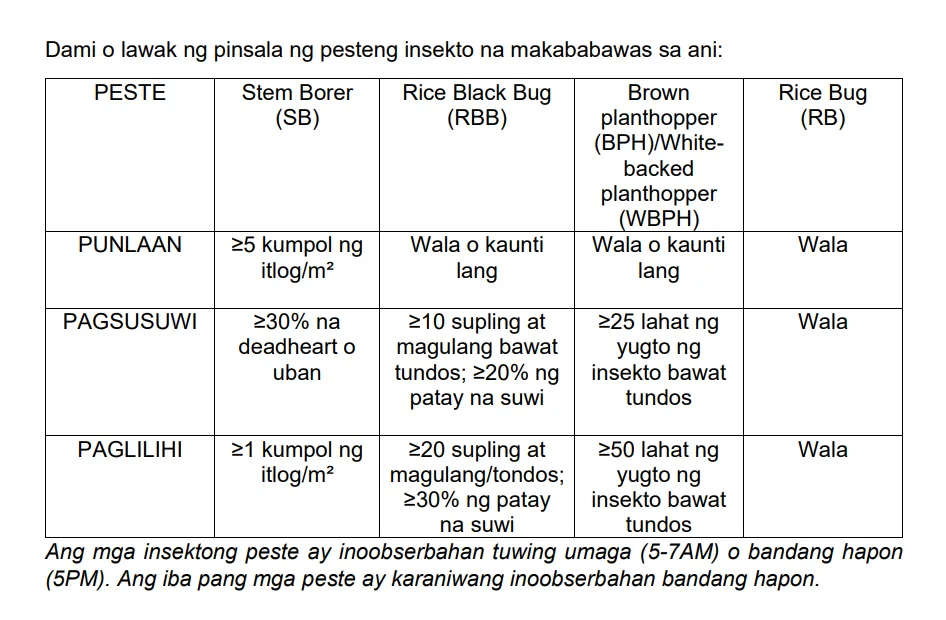 Dami o lawak ng pinsala ng pesteng insekto na makababawas sa ani:
PESTE
Stem Borer
(SB)
Rice Black Bug
(RBB)
Brown
planthopper
(BPH)/White-
backed
planthopper
(WBPH)
Rice Bug
(RB)
PUNLAAN
≥5 kumpol ng
itlog/m²
Wala o kaunti
lang
Wala o kaunti
lang
Wala
PAGSUSUWI
≥30% na
deadheart o
uban
≥10 supling at
magulang bawat
tundos; ≥20% ng
patay na suwi
≥25 lahat ng
yugto ng
insekto bawat
tundos
Wala
PAGLILIHI
≥1 kumpol ng
itlog/m²
≥20 supling at
magulang/tondos;
≥30% ng patay
na suwi
≥50 lahat ng
yugto ng
insekto bawat
tundos
Wala
Ang mga insektong peste ay inoobserbahan tuwing umaga (5-7AM) o bandang hapon
(5PM). Ang iba pang mga peste ay karaniwang inoobserbahan bandang hapon.